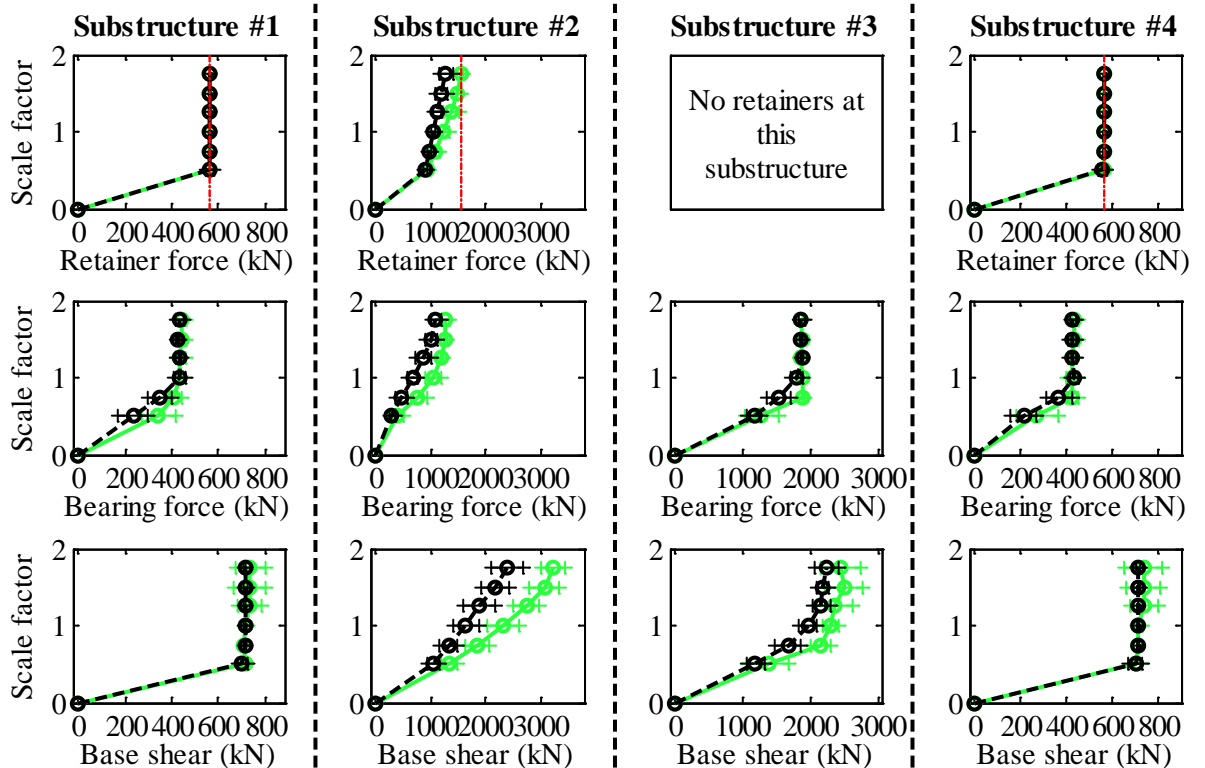 Substructure #1
Substructure #2
Substructure #3
Substructure #4
Scale factor
2
1
0
0 200 400 600 800
Retainer force (kN)
2
1
0
0 1000 2000 3000
Retainer force (kN)
No retainers at
this
substructure
2
1
0
0 200 400 600 800
Retainer force (kN)
Scale factor
2
1
0
0 200 400 600 800
Bearing force (kN)
2
1
0
0 1000 2000 3000
Bearing force (kN)
2
1
0
0 1000 2000 3000
Bearing force (kN)
2
1
0
0 200 400 600 800
Bearing force (kN)
Scale factor
2
1
0
0 200 400 600 800
Base shear (kN)
2
1
0
0 1000 2000 3000
Base shear (kN)
2
1
0
0 1000 2000 3000
Base shear (kN)
2
1
0
0 200 400 600 800
Base shear (kN)